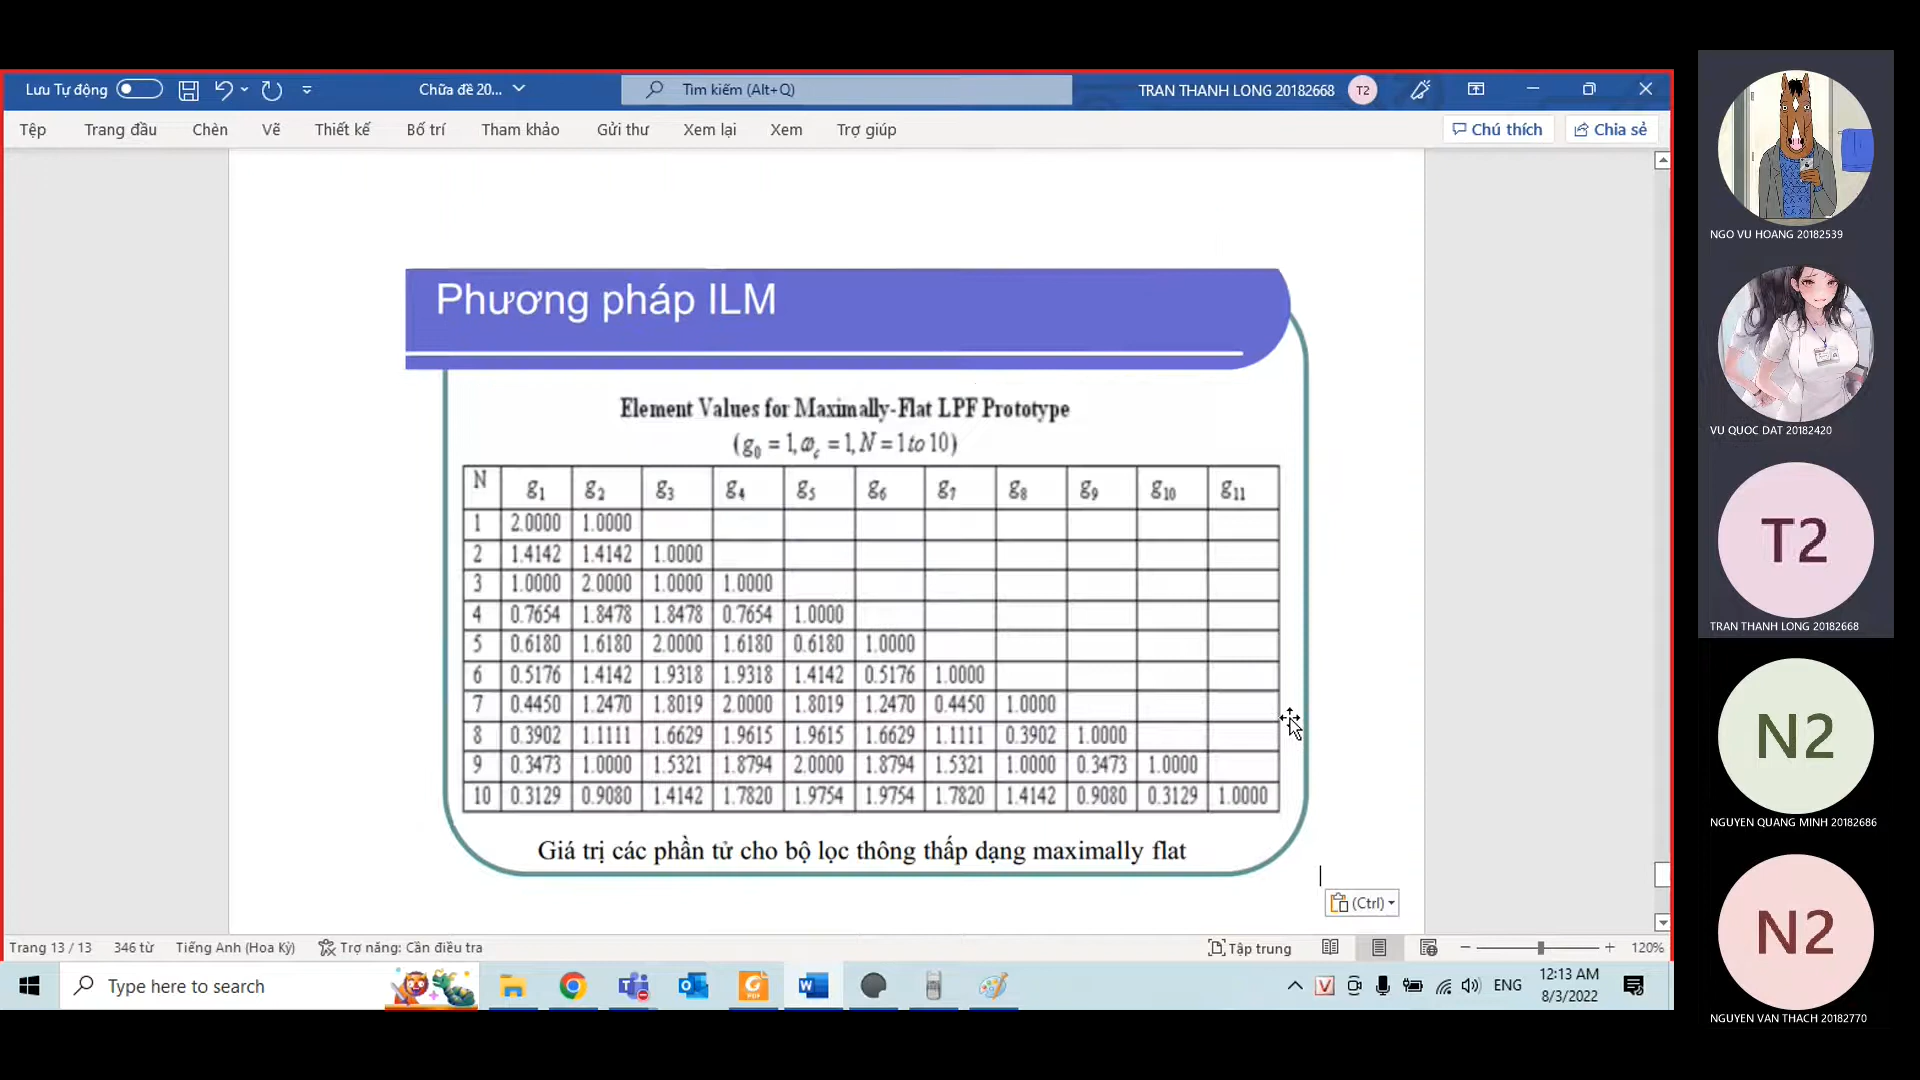 Lưu Tự động
Chữa đề 20...
Tìm kiếm (Alt+Q)
TRAN THANH LONG 20182668
T2
Tệp Trang đầu Chèn Vẽ Thiết kế Bố trí Tham khảo Gửi thư Xem lại Xem Trợ giúp
Chú thích
Chia sẻ
Phương pháp ILM
Element Values for Maximally-Flat LPF Prototype
(g₀ = 1, ω_c = 1, N = 1 to 10)
N g₁ g₂ g₃ g₄ g₅ g₆ g₇ g₈ g₉ g₁₀ g₁₁
1 2.0000 1.0000
2 1.4142 1.4142 1.0000
3 1.0000 2.0000 1.0000 1.0000
4 0.7654 1.8478 1.8478 0.7654 1.0000
5 0.6180 1.6180 2.0000 1.6180 0.6180 1.0000
6 0.5176 1.4142 1.9318 1.9318 1.4142 0.5176 1.0000
7 0.4450 1.2470 1.8019 2.0000 1.8019 1.2470 0.4450 1.0000
8 0.3902 1.1111 1.6629 1.9615 1.9615 1.6629 1.1111 0.3902 1.0000
9 0.3473 1.0000 1.5321 1.8794 2.0000 1.8794 1.5321 1.0000 0.3473 1.0000
10 0.3129 0.9080 1.4142 1.7820 1.9754 1.9754 1.7820 1.4142 0.9080 0.3129 1.0000
Giá trị các phần tử cho bộ lọc thông thấp dạng maximally flat
(Ctrl)
Trang 13 / 13 346 từ Tiếng Anh (Hoa Kỳ) Trợ năng: Cần điều tra
Tập trung
120%
Type here to search
ENG
12:13 AM
8/3/2022
NGO VU HOANG 20182539
VU QUOC DAT 20182420
T2
TRAN THANH LONG 20182668
N2
NGUYEN QUANG MINH 20182686
N2
NGUYEN VAN THACH 20182770